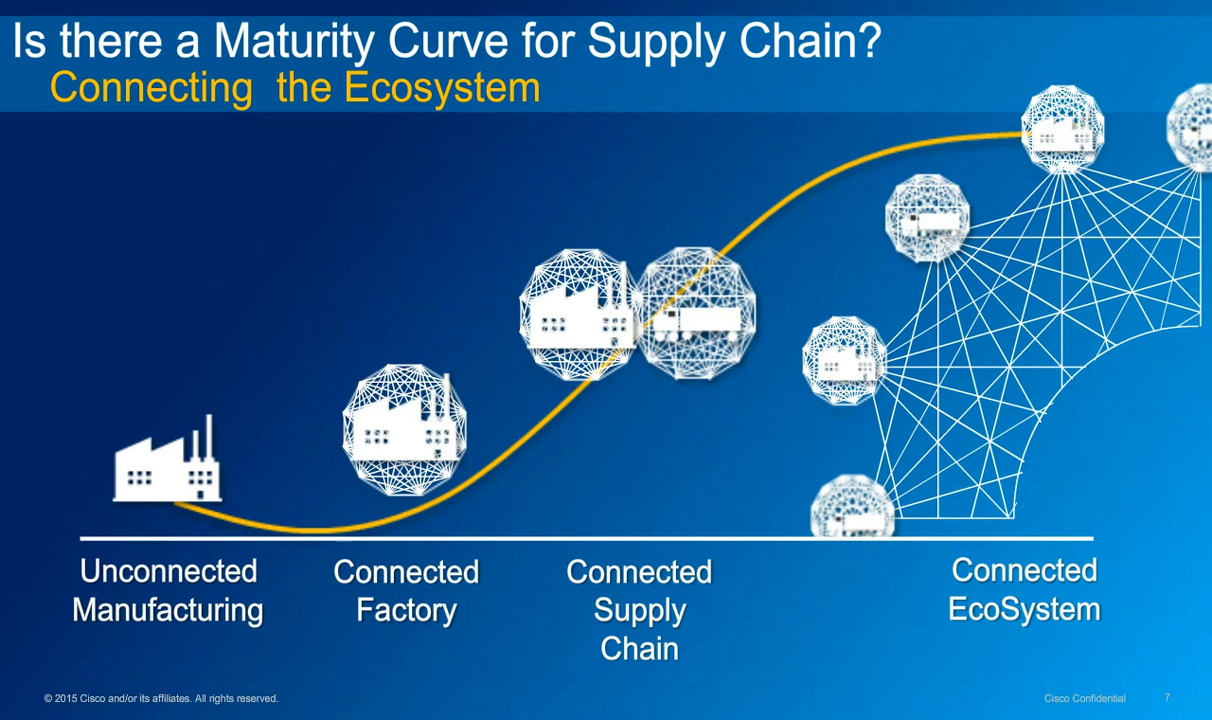 Is there a Maturity Curve for Supply Chain?
Connecting the Ecosystem
Unconnected
Manufacturing
Connected
Factory
Connected
Supply
Chain
Connected
EcoSystem
© 2015 Cisco and/or its affiliates. All rights reserved.
Cisco Confidential
7